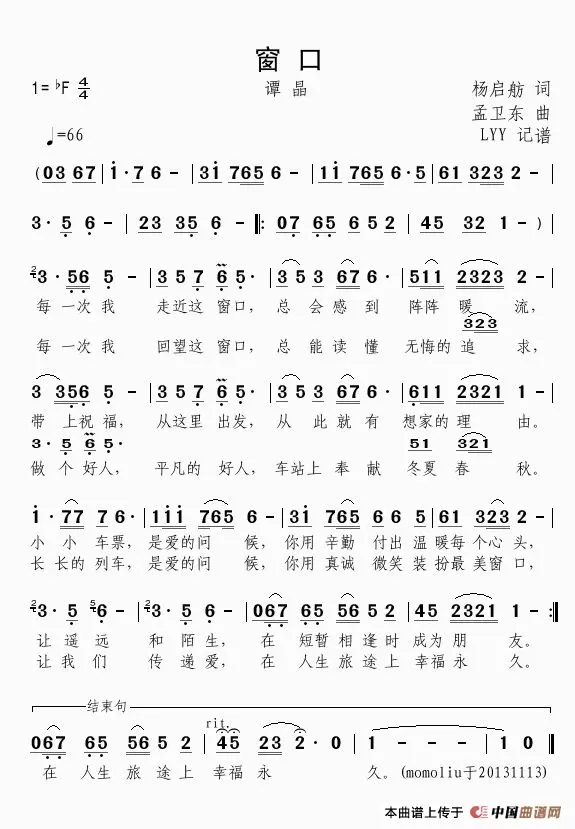 窗 口
1= ♭F 4/4
谭 晶
杨启舫 词
孟卫东 曲
♩=66
LYY 记谱
(03 67 | i·7 6 - | 3i 765 6 - | 1i 765 6·5 | 61 323 2 - |
3·5 6 - | 23 35 6 - ‖: 07 65 6 5 2 | 45 32 1 - ) |
2 3·56 5 - | 3 5 7 6 5· | 3 5 3 67 6· | 511 2323 2 - |
每 一次 我 走近这 窗口, 总 会 感 到 阵阵 暖 流,
323
每 一次 我 回望这 窗口, 总 能 读 懂 无悔的 追 求,
3 356 5 - | 3 5 7 6 5· | 3 5 3 67 6· | 611 2321 1 - |
带 上祝 福, 从这里 出发, 从 此 就 有 想家的 理 由。
3· 5 6 5 - 51 323
做 个 好人, 平凡的 好人, 车站上 奉献 冬夏 春 秋。
i·77 7 6· | 1ii 765 6 - | 3i 765 66 5 | 61 323 2 - |
小 小 车票, 是爱的问 候, 你用 辛勤 付出 温 暖每 个心 头,
长 长的 列车, 是爱的问 候, 你用 真诚 微笑 装 扮最 美窗 口,
2 3·5 5 6 - | 2 3·5 6 - | 067 65 56 5 2 | 45 2321 1 - :‖
让 遥 远 和 陌生, 在 短暂 相 逢时 成为 朋 友。
让 我 们 传 递爱, 在 人生 旅 途上 幸福 永 久。
结束句
rit.
067 65 56 5 2 | 45 23 2·0 | 1 - - - | 1 - - - ‖
在 人生 旅 途上 幸福 永 久。(momoliu于20131113)
本曲谱上传于 中国曲谱网